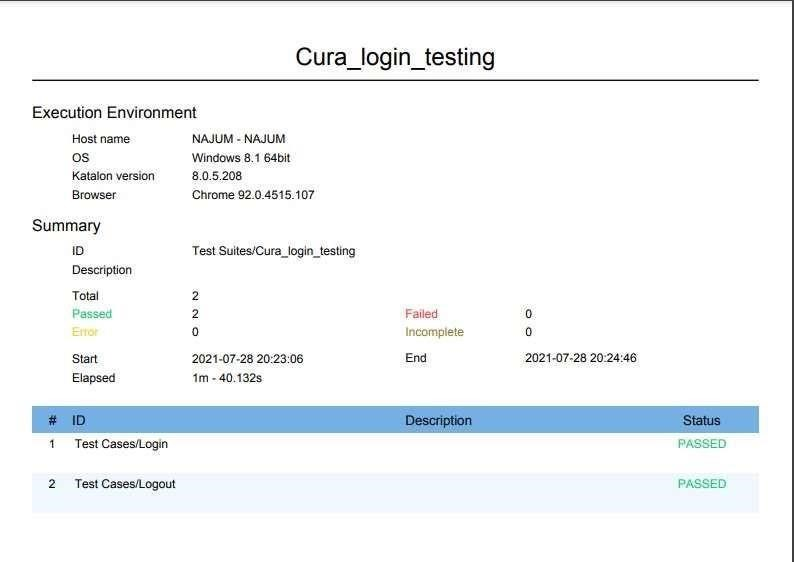 Cura_login_testing
Execution Environment
Host name NAJUM - NAJUM
OS Windows 8.1 64bit
Katalon version 8.0.5.208
Browser Chrome 92.0.4515.107
Summary
ID Test Suites/Cura_login_testing
Description
Total 2
Passed 2 Failed 0
Error 0 Incomplete 0
Start 2021-07-28 20:23:06 End 2021-07-28 20:24:46
Elapsed 1m - 40.132s
# ID Description Status
1 Test Cases/Login PASSED
2 Test Cases/Logout PASSED